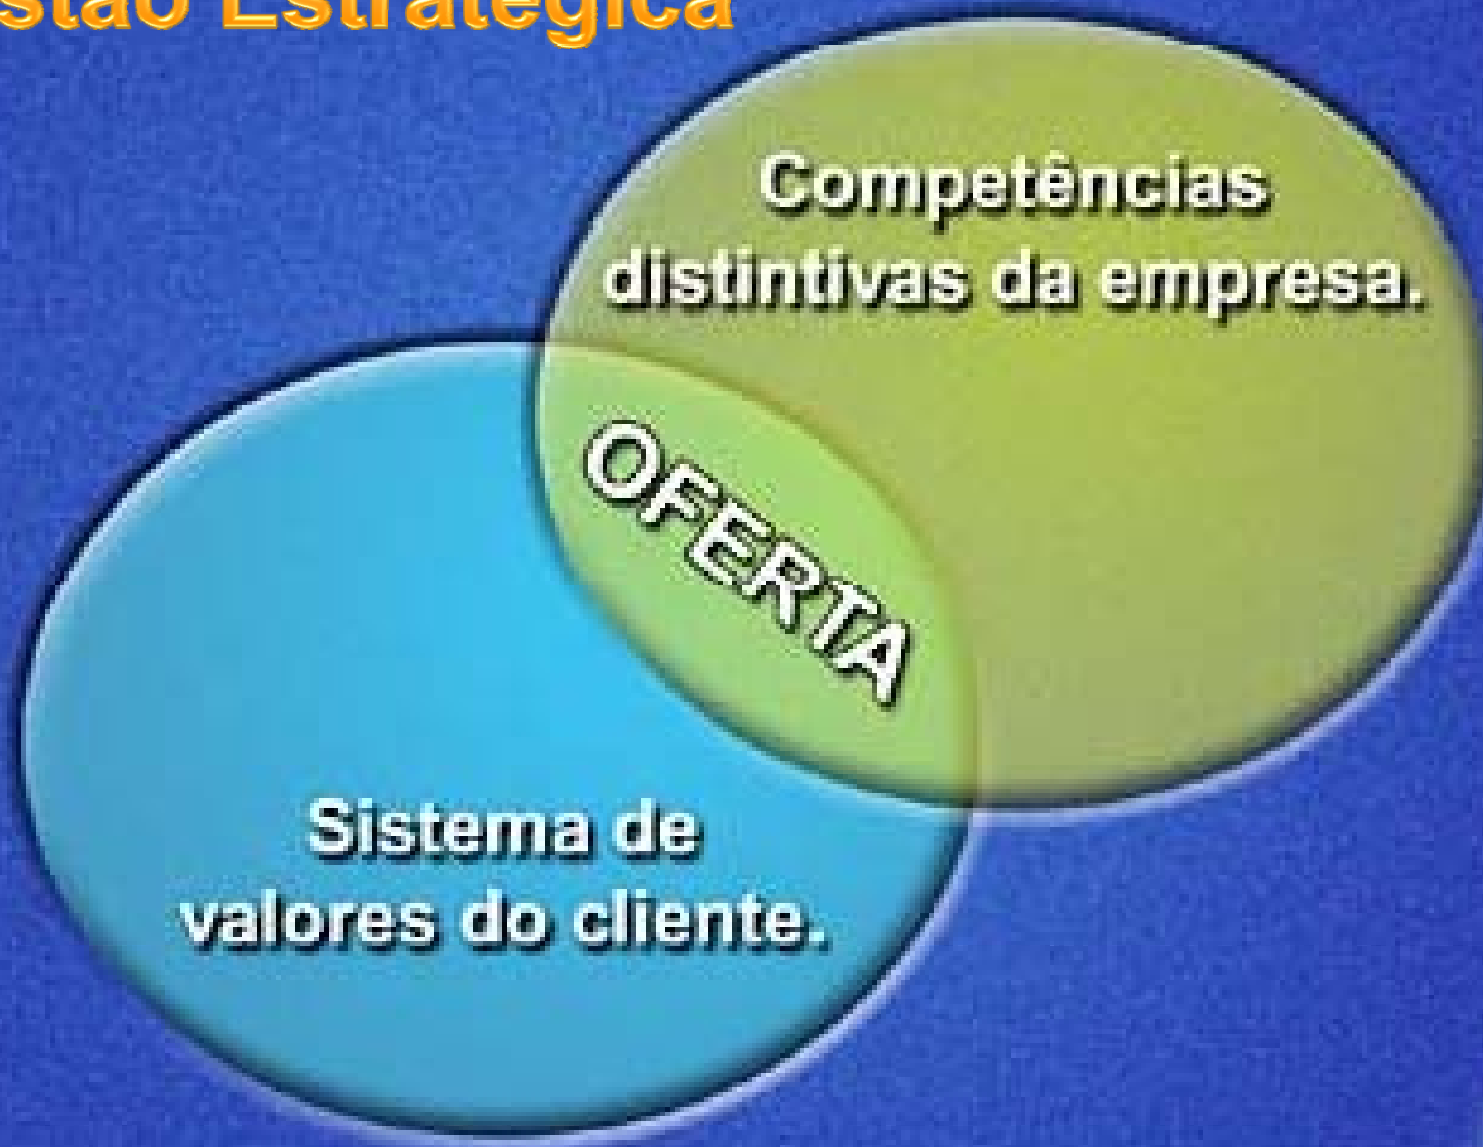 stão Estratégica
Competências
distintivas da empresa.
OFERTA
Sistema de
valores do cliente.